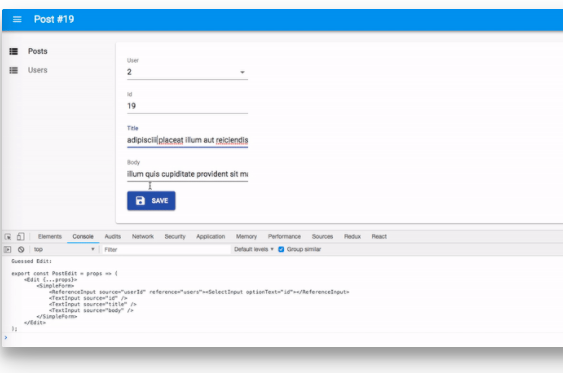 Post #19
Posts
Users
User
2
Id
19
Title
adipisciii placeat illum aut reiciendis
Body
illum quis cupiditate provident sit m
SAVE
Elements Console Audits Network Security Application Memory Performance Sources Redux React
top Filter Default levels Group similar
Guessed Edit:
export const PostEdit = props => (
<Edit {...props}>
<SimpleForm>
<ReferenceInput source="userId" reference="users"><SelectInput optionText="id"></ReferenceInput>
<TextInput source="id" />
<TextInput source="title" />
<TextInput source="body" />
</SimpleForm>
</Edit>
);